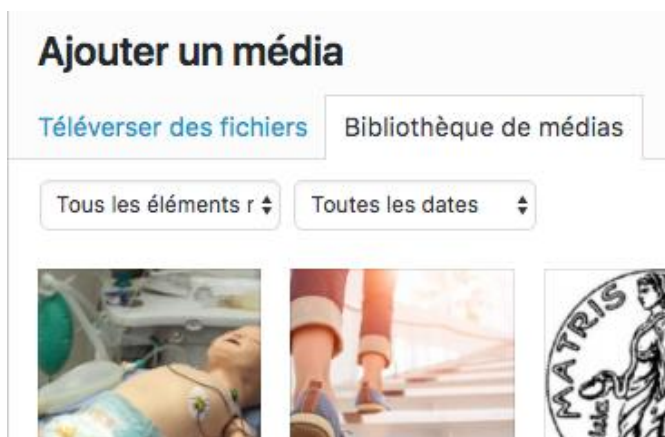 Ajouter un média
Téléverser des fichiers
Bibliothèque de médias
Tous les éléments r
Toutes les dates
MATRIS